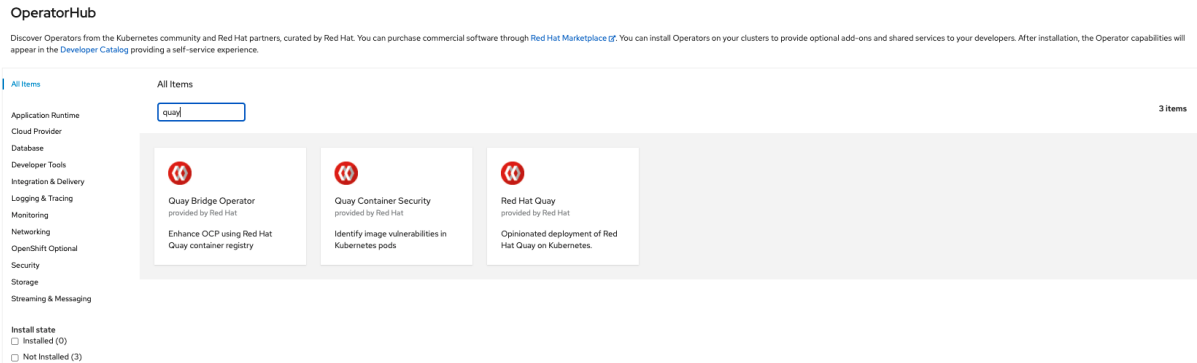 OperatorHub
Discover Operators from the Kubernetes community and Red Hat partners, curated by Red Hat. You can purchase commercial software through Red Hat Marketplace. You can install Operators on your clusters to provide optional add-ons and shared services to your developers. After installation, the Operator capabilities will
appear in the Developer Catalog providing a self-service experience.
All Items
Application Runtime
Cloud Provider
Database
Developer Tools
Integration & Delivery
Logging & Tracing
Monitoring
Networking
OpenShift Optional
Security
Storage
Streaming & Messaging
Install state
Installed (0)
Not Installed (3)
All Items
quay
3 items
Quay Bridge Operator
provided by Red Hat
Enhance OCP using Red Hat
Quay container registry
Quay Container Security
provided by Red Hat
Identify image vulnerabilities in
Kubernetes pods
Red Hat Quay
provided by Red Hat
Opinionated deployment of Red
Hat Quay on Kubernetes.